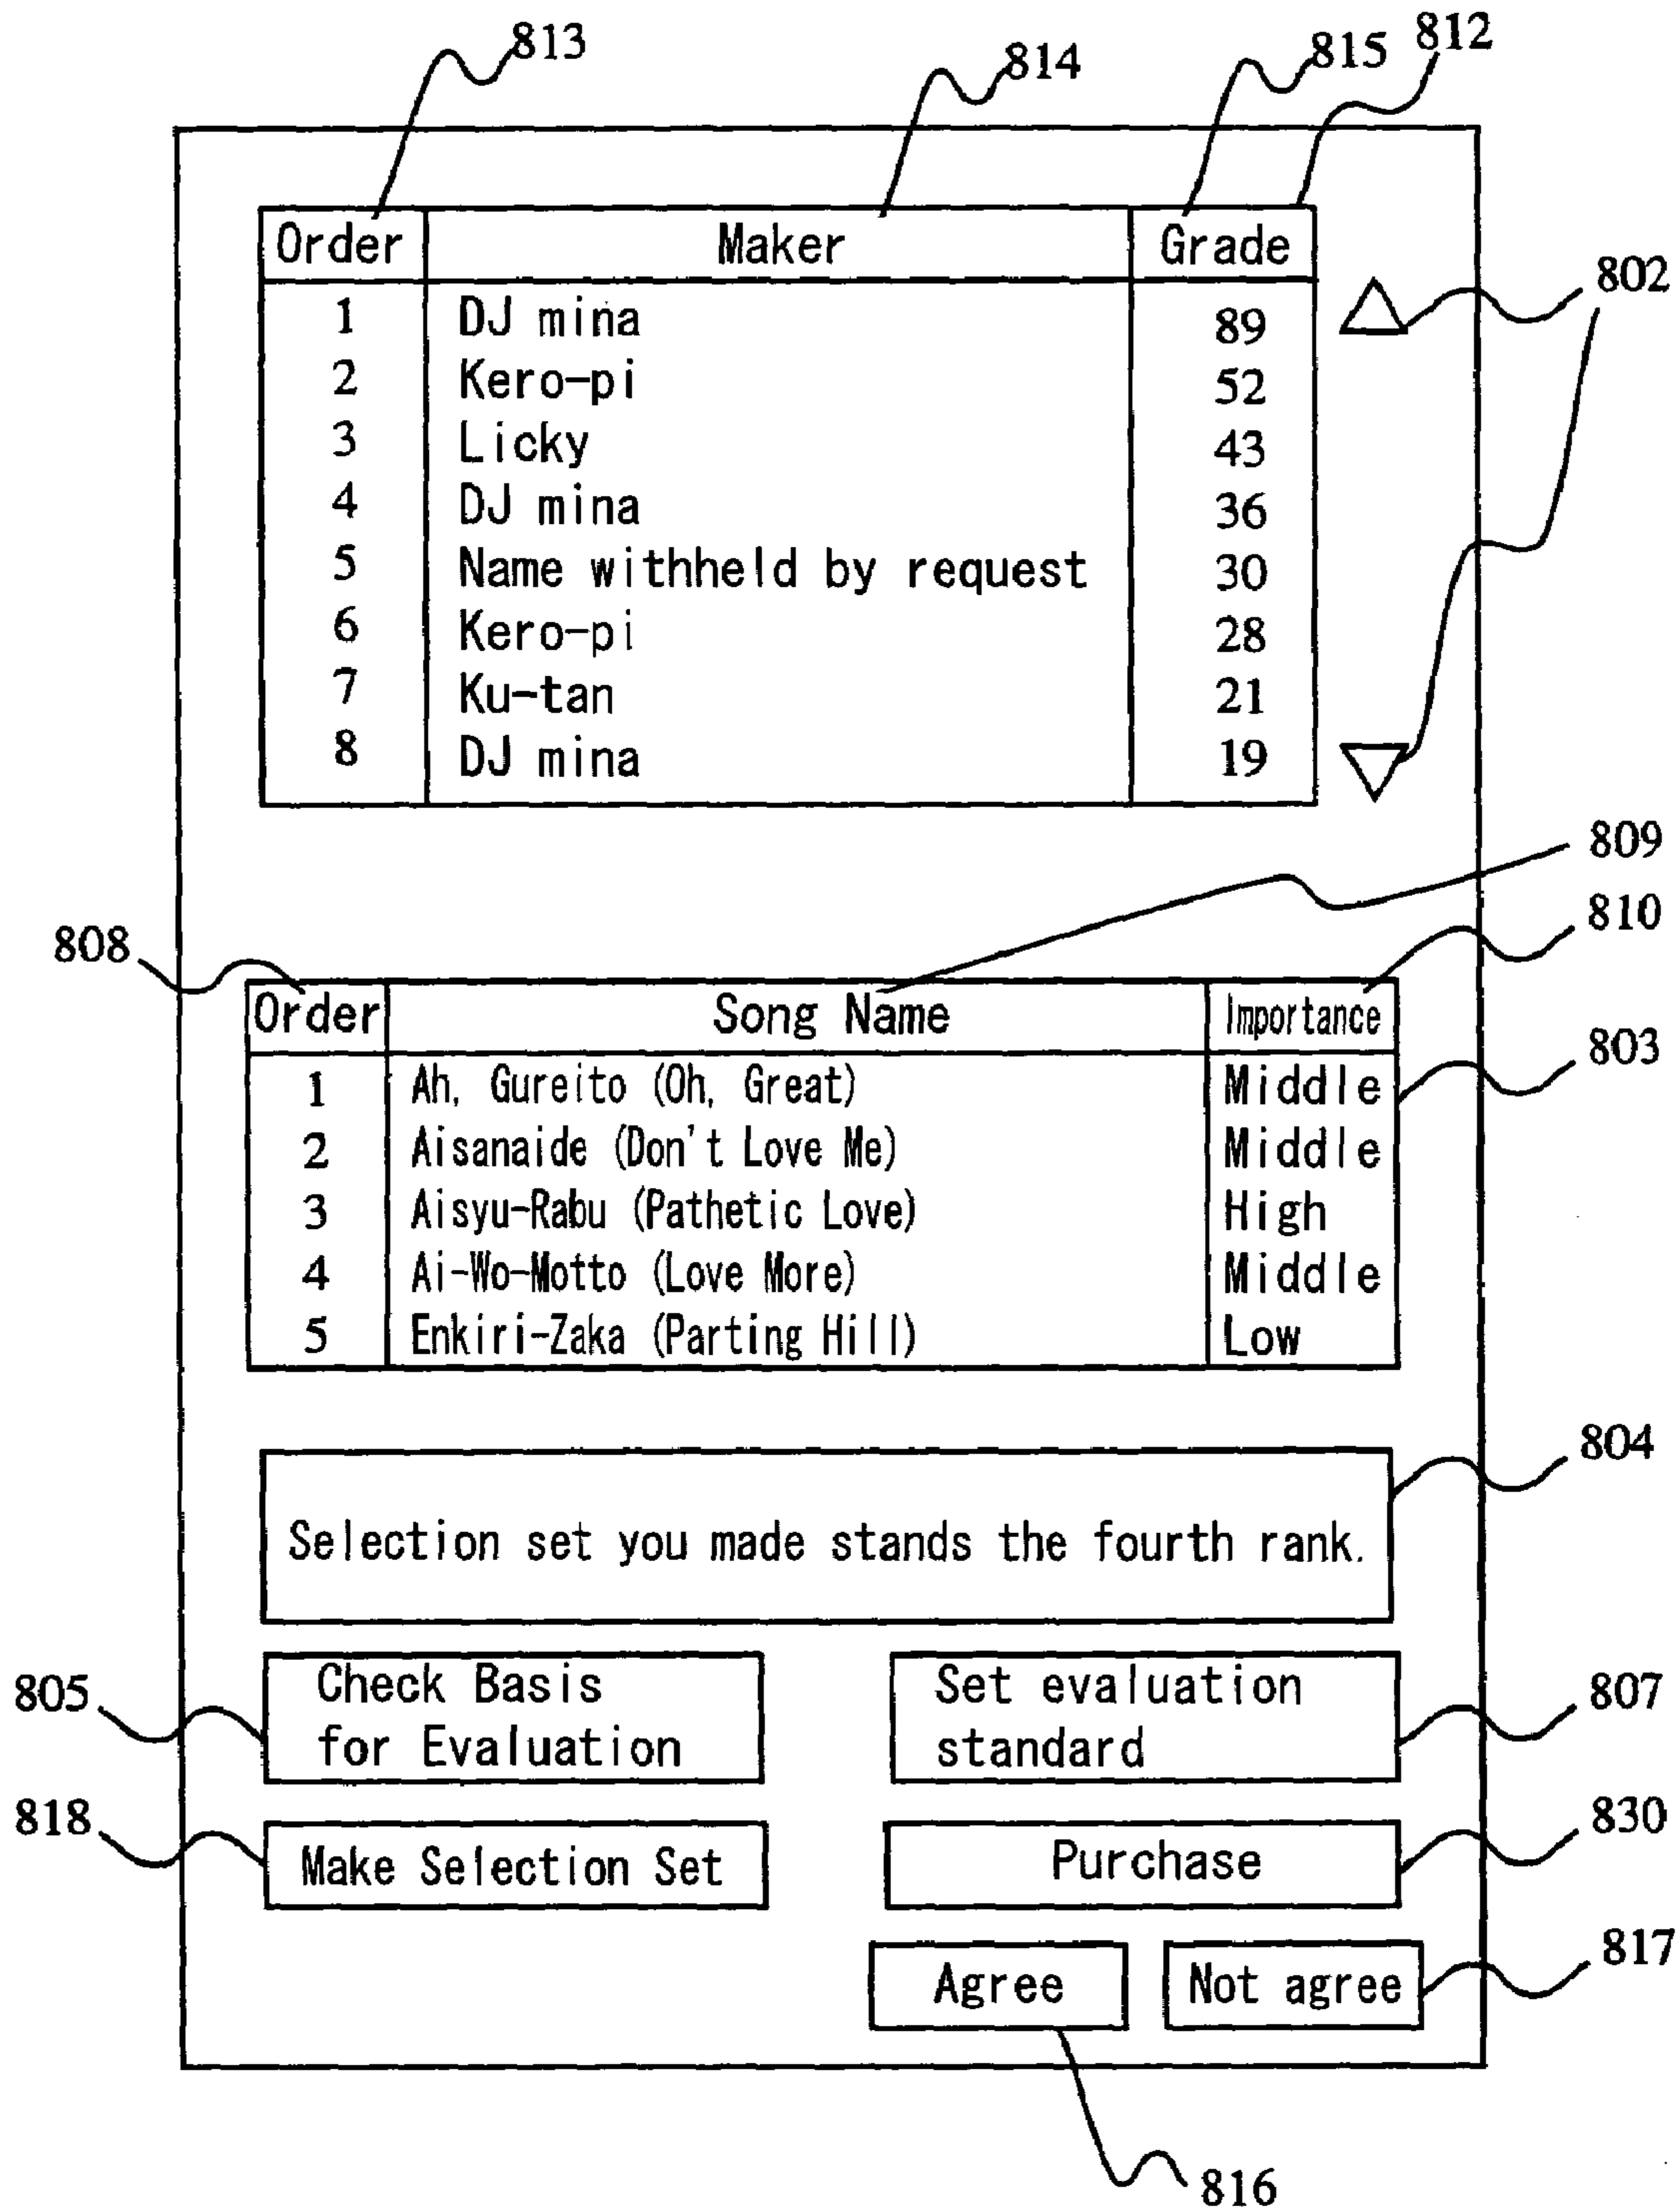 813
814
815
812
Order Maker Grade
1 DJ mina 89
802
2 Kero-pi 52
3 Licky 43
4 DJ mina 36
5 Name withheld by request 30
6 Kero-pi 28
7 Ku-tan 21
8 DJ mina 19
809
810
808
Order Song Name Importance
803
1 Ah, Gureito (Oh, Great) Middle
2 Aisanaide (Don't Love Me) Middle
3 Aisyu-Rabu (Pathetic Love) High
4 Ai-Wo-Motto (Love More) Middle
5 Enkiri-Zaka (Parting Hill) Low
804
Selection set you made stands the fourth rank.
805
Check Basis
for Evaluation
Set evaluation
standard
807
818
Make Selection Set
Purchase
830
Agree
Not agree
817
816